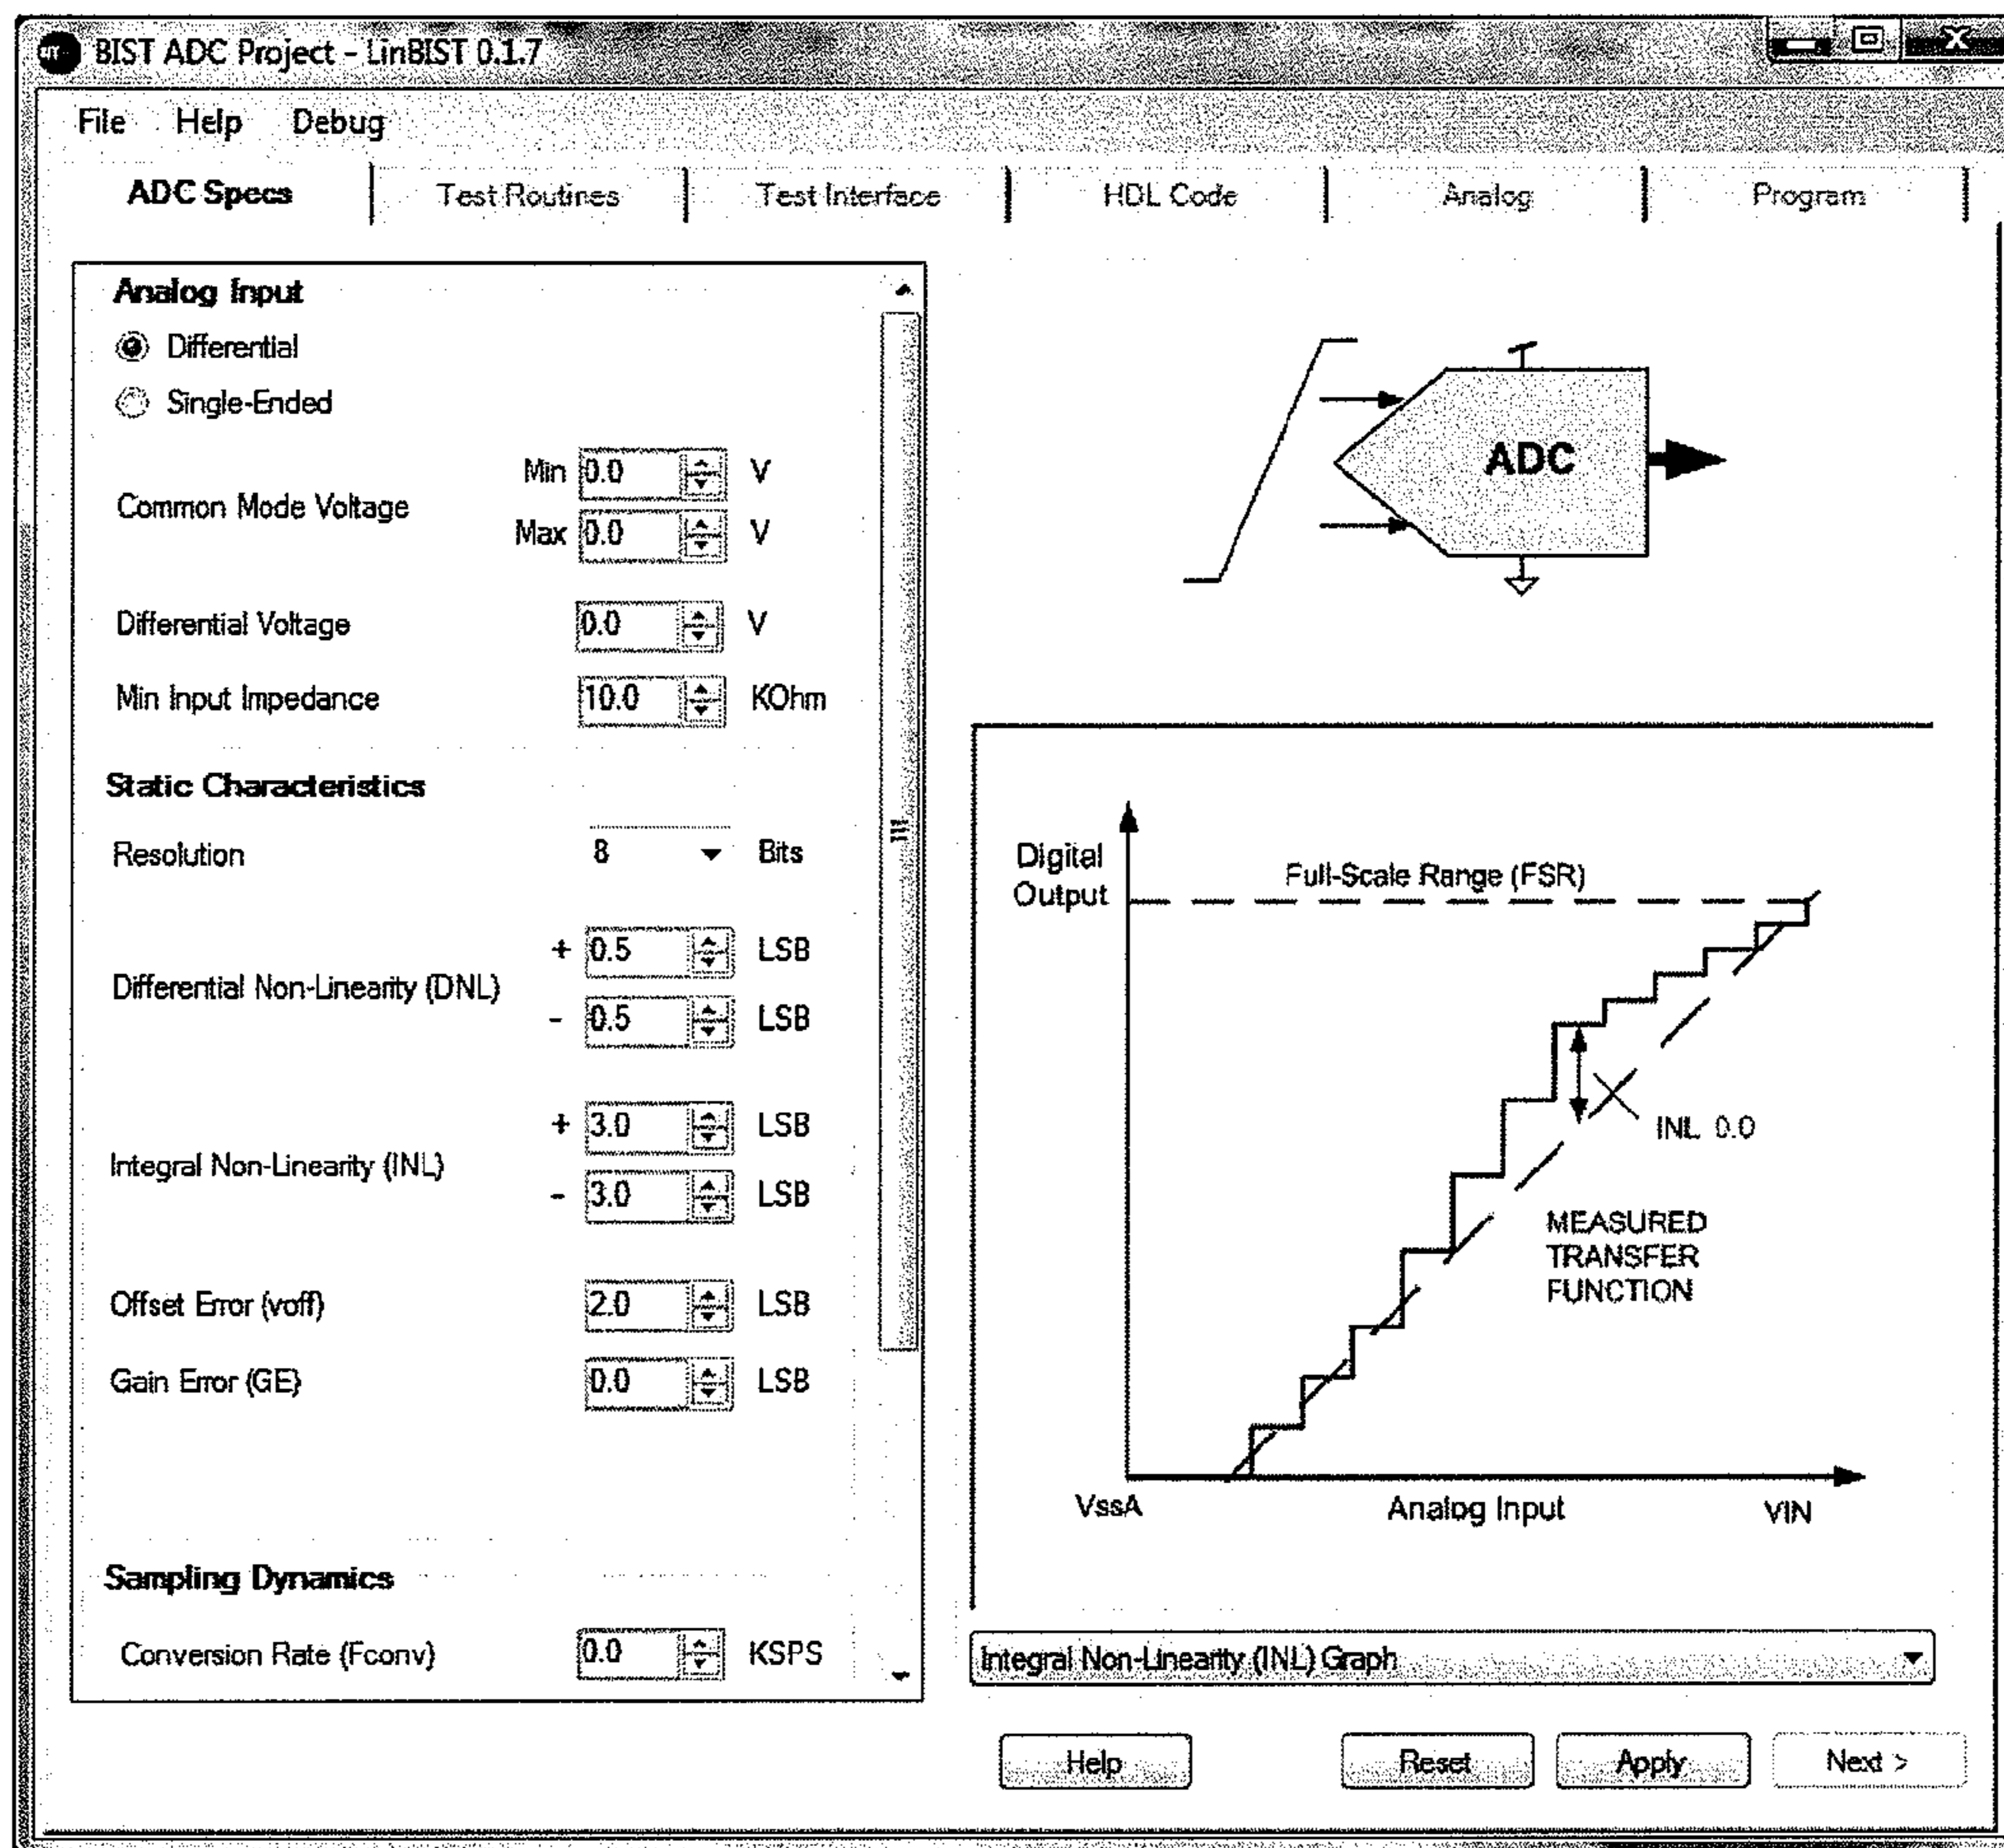 BIST ADC Project - LinBIST 0.1.7
File Help Debug
ADC Specs Test Routines Test Interface HDL Code Analog Program
Analog Input
Differential
Single-Ended
Common Mode Voltage
Min 0.0 V
Max 0.0 V
Differential Voltage 0.0 V
Min Input Impedance 10.0 KOhm
Static Characteristics
Resolution 8 Bits
Differential Non-Linearity (DNL)
+ 0.5 LSB
- 0.5 LSB
Integral Non-Linearity (INL)
+ 3.0 LSB
- 3.0 LSB
Offset Error (voff) 2.0 LSB
Gain Error (GE) 0.0 LSB
Sampling Dynamics
Conversion Rate (Fconv) 0.0 KSPS
ADC
Digital
Output
Full-Scale Range (FSR)
INL 0.0
MEASURED
TRANSFER
FUNCTION
VssA Analog Input VIN
Integral Non-Linearity (INL) Graph
Help Reset Apply Next >